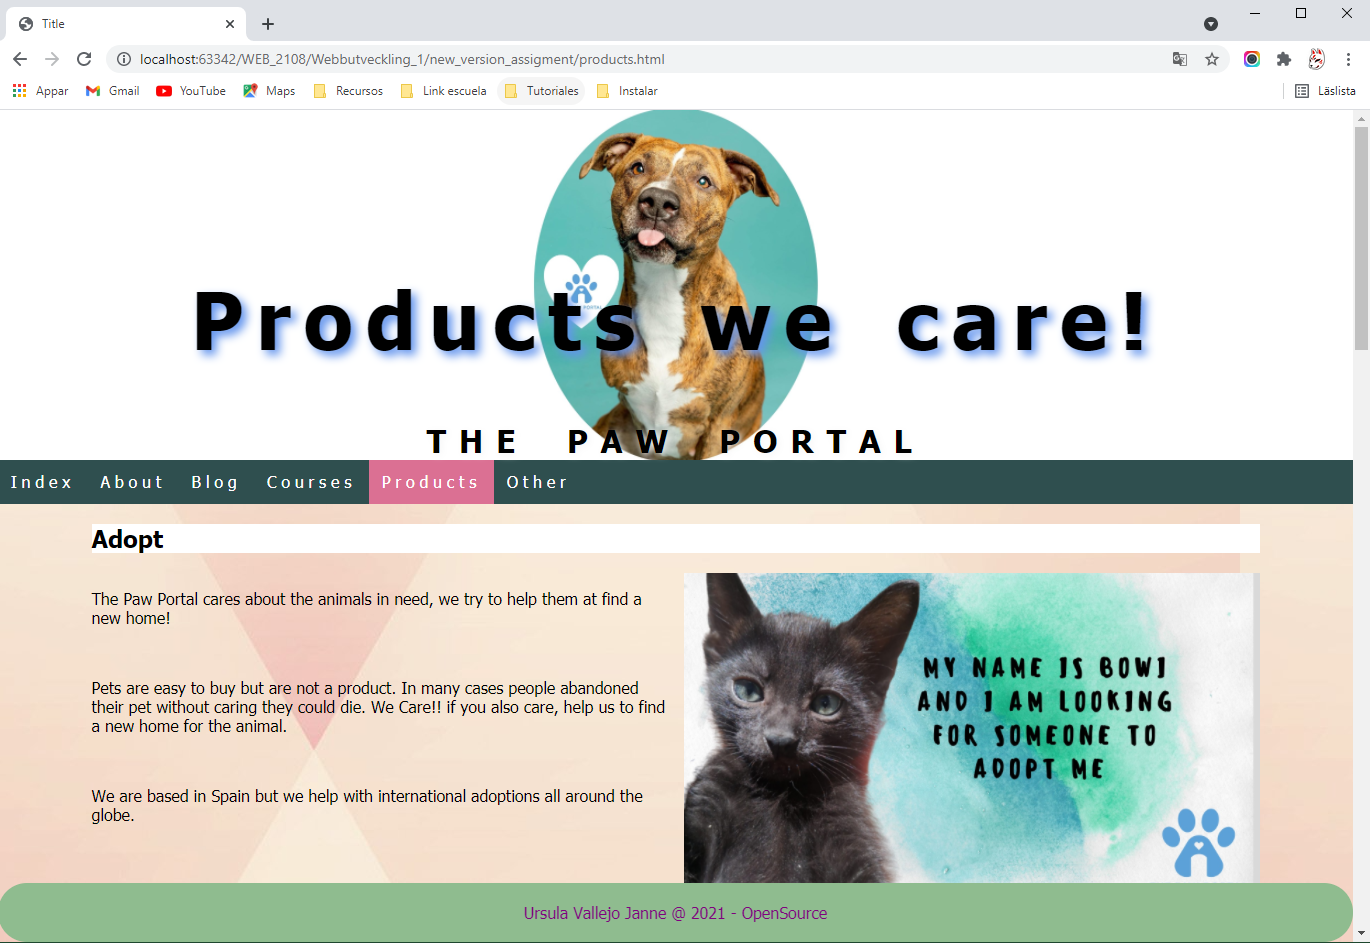 Title
localhost:63342/WEB_2108/Webbutveckling_1/new_version_assigment/products.html
Appar Gmail YouTube Maps Recursos Link escuela Tutoriales Instalar Läslista
Products we care!
THE PAW PORTAL
Index About Blog Courses Products Other
Adopt
The Paw Portal cares about the animals in need, we try to help them at find a
new home!
Pets are easy to buy but are not a product. In many cases people abandoned
their pet without caring they could die. We Care!! if you also care, help us to find
a new home for the animal.
We are based in Spain but we help with international adoptions all around the
globe.
MY NAME IS BOWI
AND I AM LOOKING
FOR SOMEONE TO
ADOPT ME
Ursula Vallejo Janne @ 2021 - OpenSource